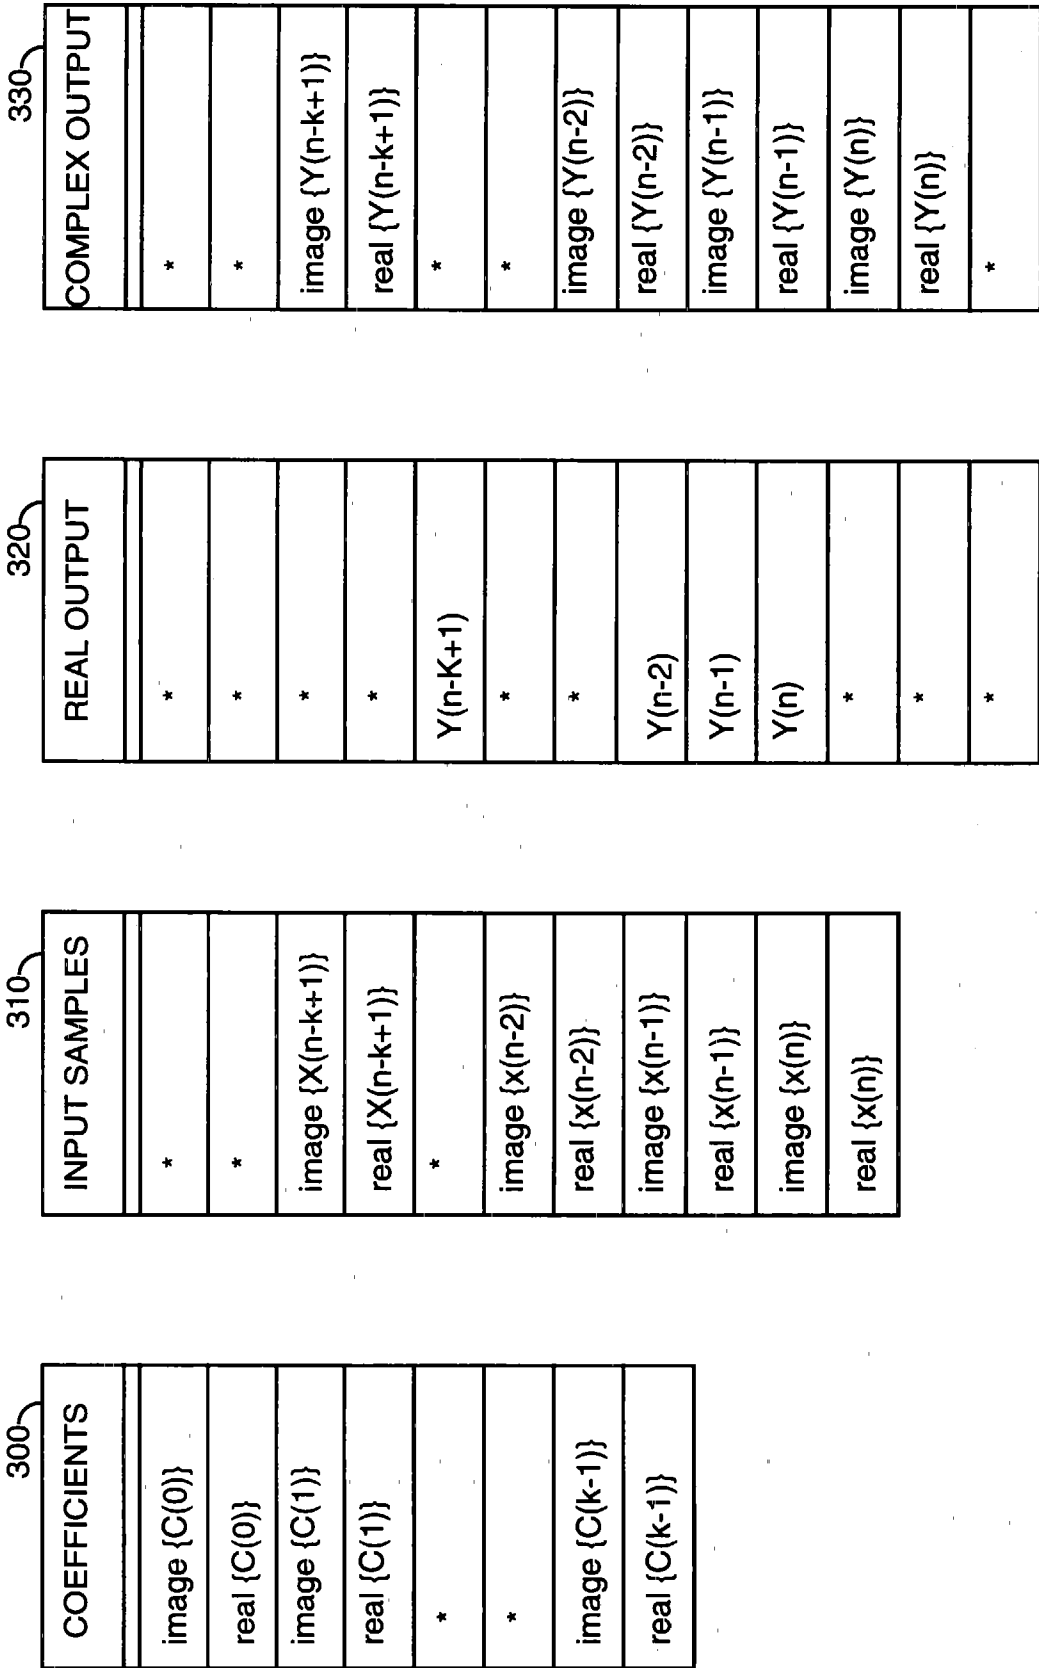 300
COEFFICIENTS
image {C(0)}
real {C(0)}
image {C(1)}
real {C(1)}
*
*
image {C(k-1)}
real {C(k-1)}
310
INPUT SAMPLES
*
*
image {X(n-k+1)}
real {X(n-k+1)}
*
image {x(n-2)}
real {x(n-2)}
image {x(n-1)}
real {x(n-1)}
image {x(n)}
real {x(n)}
320
REAL OUTPUT
*
*
*
*
Y(n-K+1)
*
*
Y(n-2)
Y(n-1)
Y(n)
*
*
*
330
COMPLEX OUTPUT
*
*
image {Y(n-k+1)}
real {Y(n-k+1)}
*
*
image {Y(n-2)}
real {Y(n-2)}
image {Y(n-1)}
real {Y(n-1)}
image {Y(n)}
real {Y(n)}
*